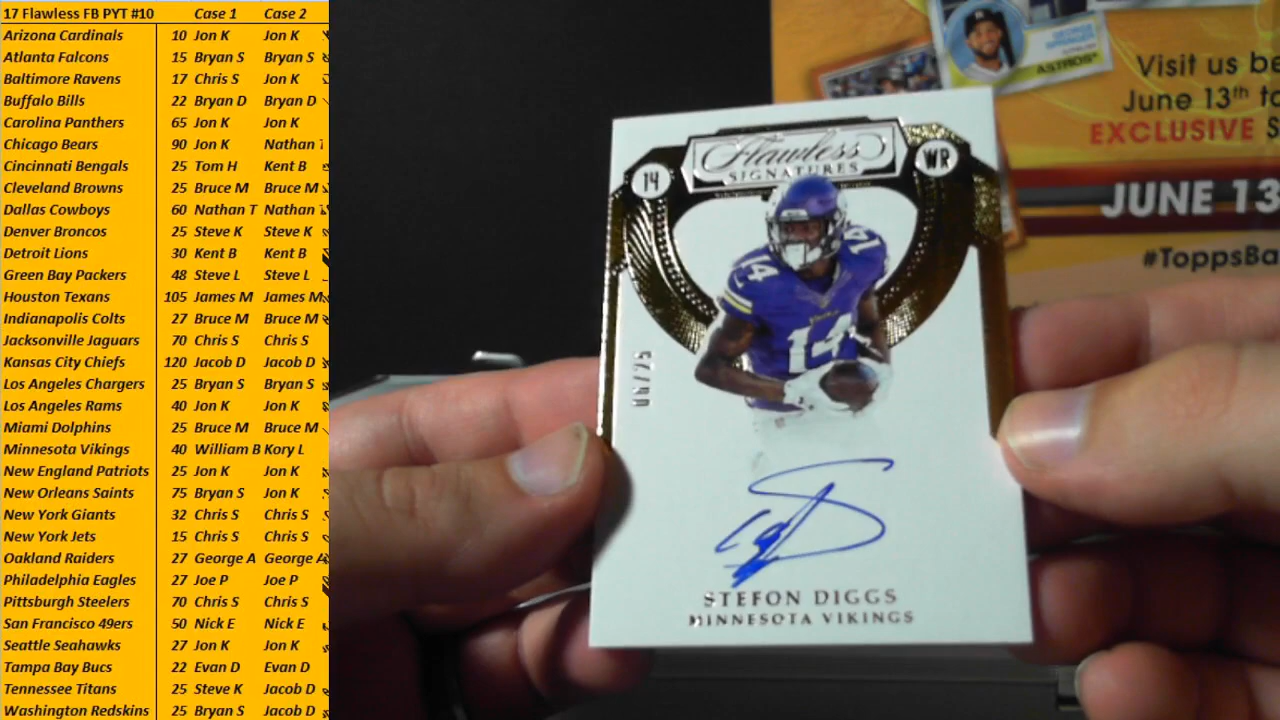 17 Flawless FB PYT #10 Case 1 Case 2
Arizona Cardinals 10 Jon K Jon K
Atlanta Falcons 15 Bryan S Bryan S
Baltimore Ravens 17 Chris S Jon K
Buffalo Bills 22 Bryan D Bryan D
Carolina Panthers 65 Jon K Jon K
Chicago Bears 90 Jon K Nathan T
Cincinnati Bengals 25 Tom H Kent B
Cleveland Browns 25 Bruce M Bruce M
Dallas Cowboys 60 Nathan T Nathan T
Denver Broncos 25 Steve K Steve K
Detroit Lions 30 Kent B Kent B
Green Bay Packers 48 Steve L Steve L
Houston Texans 105 James M James M
Indianapolis Colts 27 Bruce M Bruce M
Jacksonville Jaguars 70 Chris S Chris S
Kansas City Chiefs 120 Jacob D Jacob D
Los Angeles Chargers 25 Bryan S Bryan S
Los Angeles Rams 40 Jon K Jon K
Miami Dolphins 25 Bruce M Bruce M
Minnesota Vikings 40 William B Kory L
New England Patriots 25 Jon K Jon K
New Orleans Saints 75 Bryan S Jon K
New York Giants 32 Chris S Chris S
New York Jets 15 Chris S Chris S
Oakland Raiders 27 George A George A
Philadelphia Eagles 27 Joe P Joe P
Pittsburgh Steelers 70 Chris S Chris S
San Francisco 49ers 50 Nick E Nick E
Seattle Seahawks 27 Jon K Jon K
Tampa Bay Bucs 22 Evan D Evan D
Tennessee Titans 25 Steve K Jacob D
Washington Redskins 25 Bryan S Jacob D
Flawless
SIGNATURES
14 WR
14
14
14
STEFON DIGGS
MINNESOTA VIKINGS
ASTROS
Visit us be
June 13th to
EXCLUSIVE S
JUNE 13
#ToppsBa